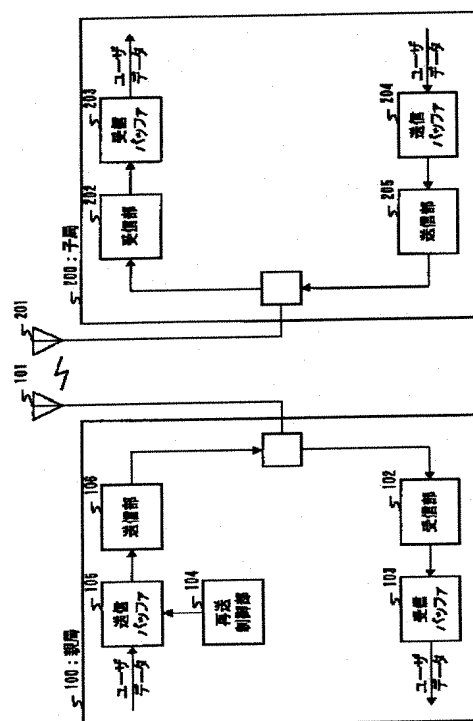 100:親局
ユーザ
データ
105
送信
バッファ
106
送信部
104
再送
制御部
102
受信部
103
受信
バッファ
ユーザ
データ
101
201
200:子局
202
受信部
203
受信
バッファ
ユーザ
データ
204
送信
バッファ
205
送信部
ユーザ
データ